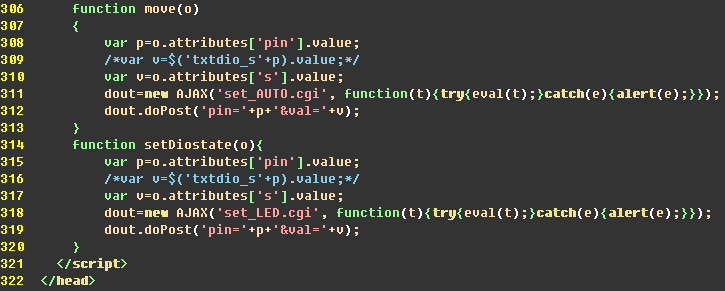 306 function move(o)
307 {
308 var p=o.attributes['pin'].value;
309 /*var v=$('txtdio_s'+p).value;*/
310 var v=o.attributes['s'].value;
311 dout=new AJAX('set_AUTO.cgi', function(t){try{eval(t);}catch(e){alert(e);}});
312 dout.doPost('pin='+p+'&val='+v);
313 }
314 function setDiostate(o){
315 var p=o.attributes['pin'].value;
316 /*var v=$('txtdio_s'+p).value;*/
317 var v=o.attributes['s'].value;
318 dout=new AJAX('set_LED.cgi', function(t){try{eval(t);}catch(e){alert(e);}});
319 dout.doPost('pin='+p+'&val='+v);
320 }
321 </script>
322 </head>